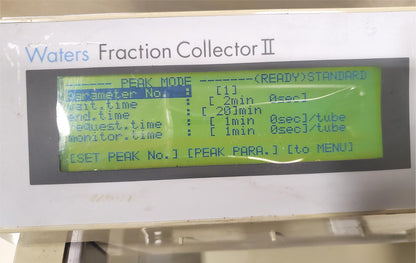 Waters Fraction Collector II
------ PEAK MODE -------(READY)STANDARD
Parameter No. : [1]
wait.time : [ 2min 0sec]
end.time : [ 20]min
request.time : [ 1min 0sec]/tube
monitor.time : [ 1min 0sec]/tube
[SET PEAK No.] [PEAK PARA.] [to MENU]